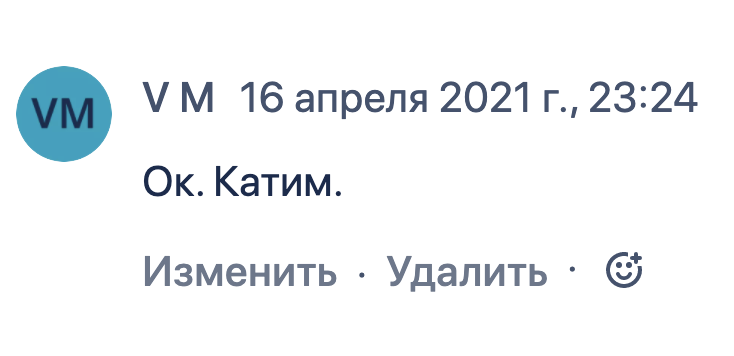 VM
V M 16 апреля 2021 г., 23:24
Ок. Катим.
Изменить · Удалить ·